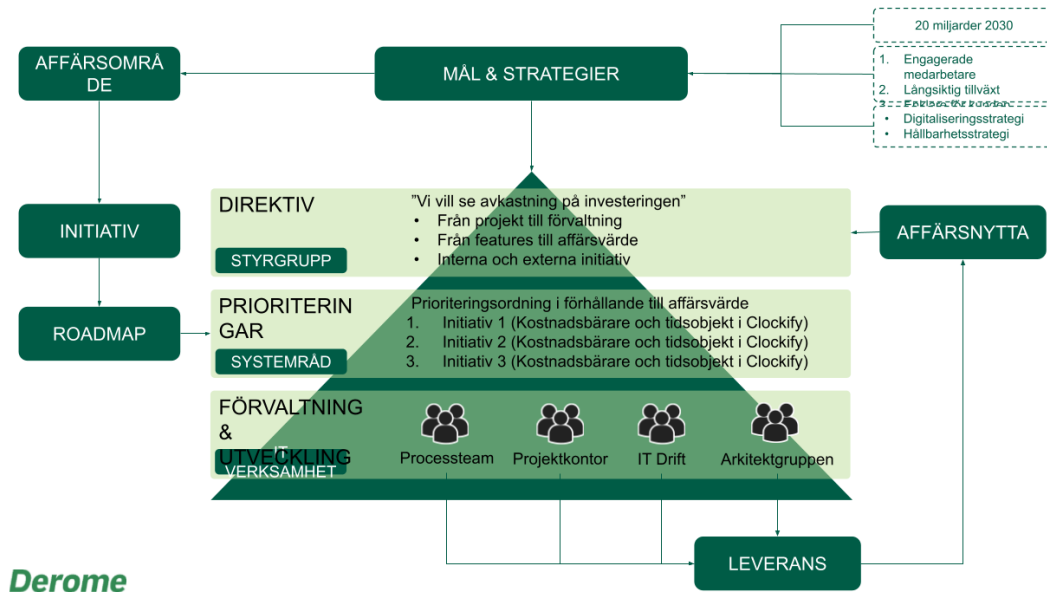 20 miljarder 2030
AFFÄRSOMRÅ
DE
MÅL & STRATEGIER
1. Engagerade
medarbetare
2. Långsiktig tillväxt
3. Enklare för kunden
• Digitaliseringsstrategi
• Hållbarhetsstrategi
DIREKTIV
STYRGRUPP
”Vi vill se avkastning på investeringen”
• Från projekt till förvaltning
• Från features till affärsvärde
• Interna och externa initiativ
INITIATIV
AFFÄRSNYTTA
PRIORITERIN
GAR
SYSTEMRÅD
Prioriteringsordning i förhållande till affärsvärde
1. Initiativ 1 (Kostnadsbärare och tidsobjekt i Clockify)
2. Initiativ 2 (Kostnadsbärare och tidsobjekt i Clockify)
3. Initiativ 3 (Kostnadsbärare och tidsobjekt i Clockify)
ROADMAP
FÖRVALTNING
&
UTVECKLING
IT
VERKSAMHET
Processteam
Projektkontor
IT Drift
Arkitektgruppen
LEVERANS
Derome